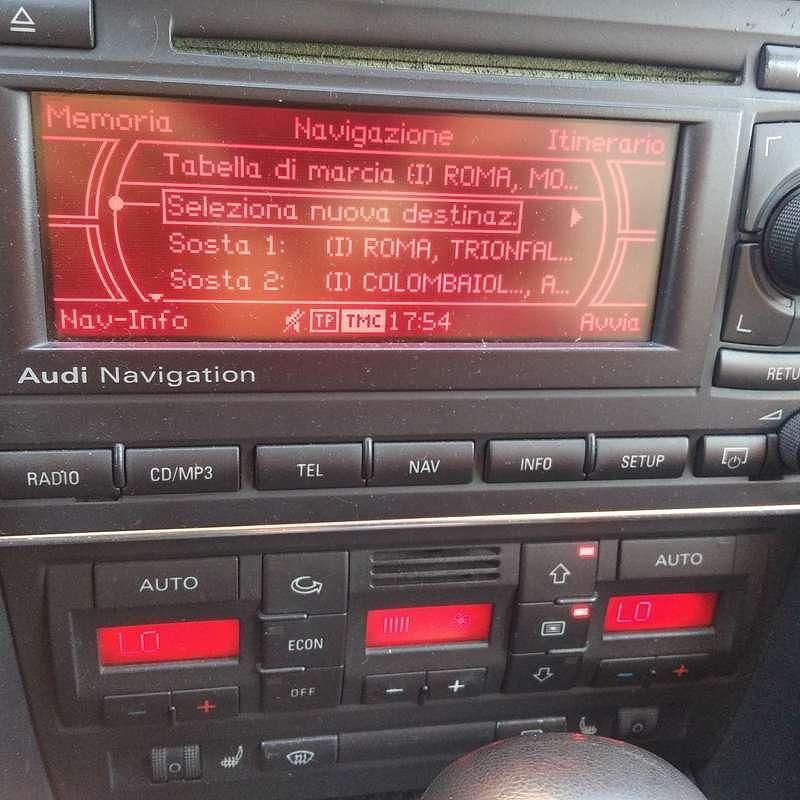 Memoria Navigazione Itinerario
Tabella di marcia (I) ROMA, MO...
Seleziona nuova destinaz.
Sosta 1: (I) ROMA, TRIONFAL...
Sosta 2: (I) COLOMBAIOL..., A...
Nav-Info TP TMC 17:54 Avvia
Audi Navigation
RETU
RADIO CD/MP3 TEL NAV INFO SETUP
AUTO AUTO
LO LO
ECON
OFF